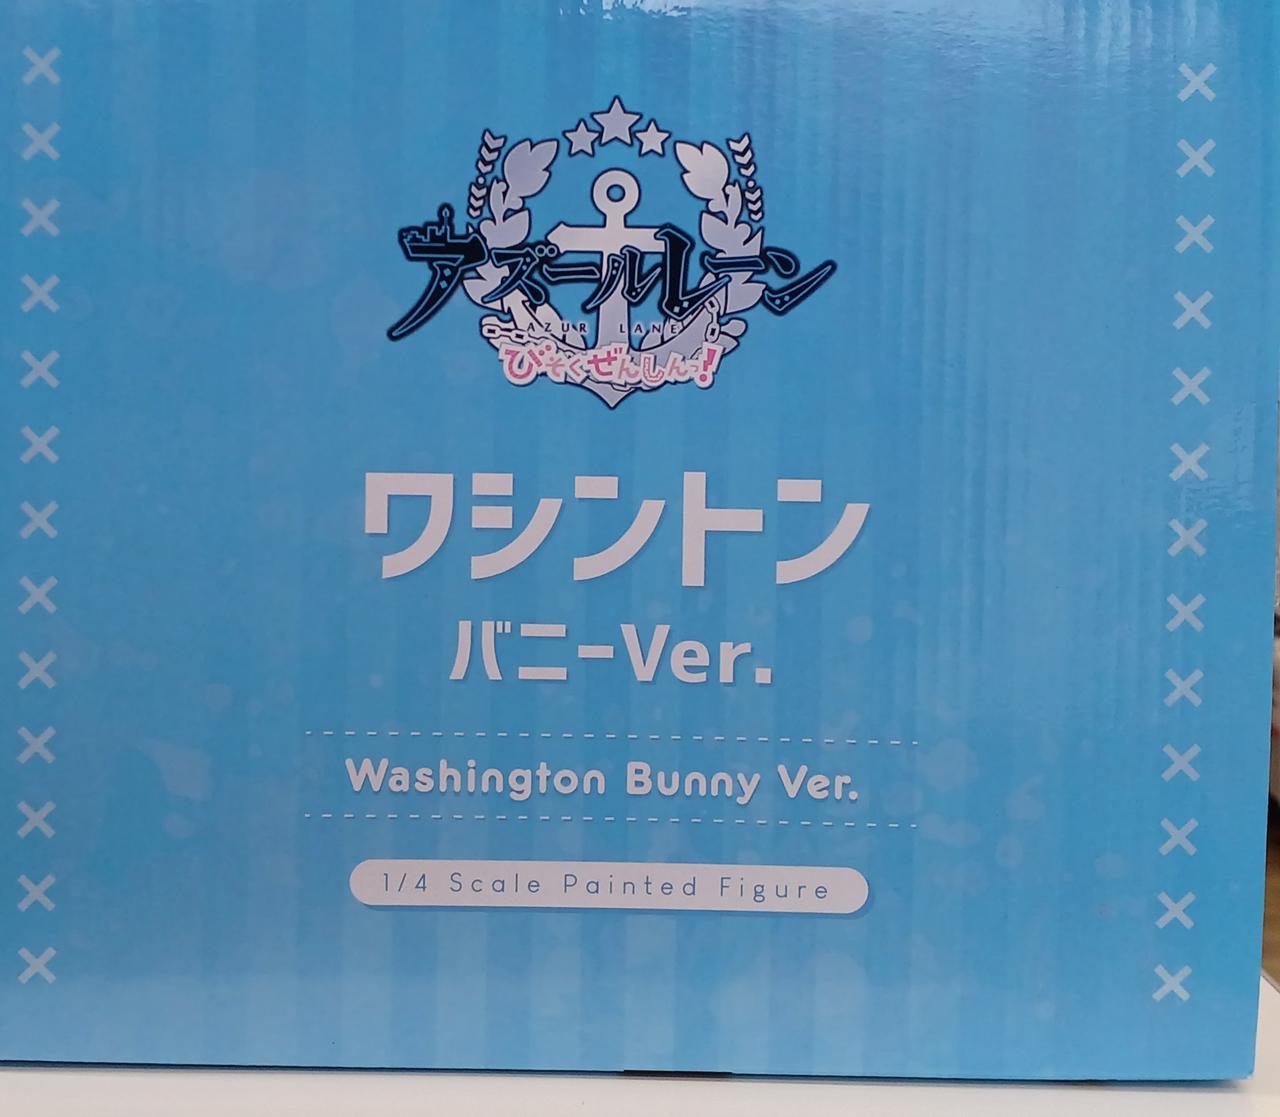 アズールレーン
AZUR LANE
びそくぜんしんっ!
ワシントン
バニーVer.
Washington Bunny Ver.
1/4 Scale Painted Figure